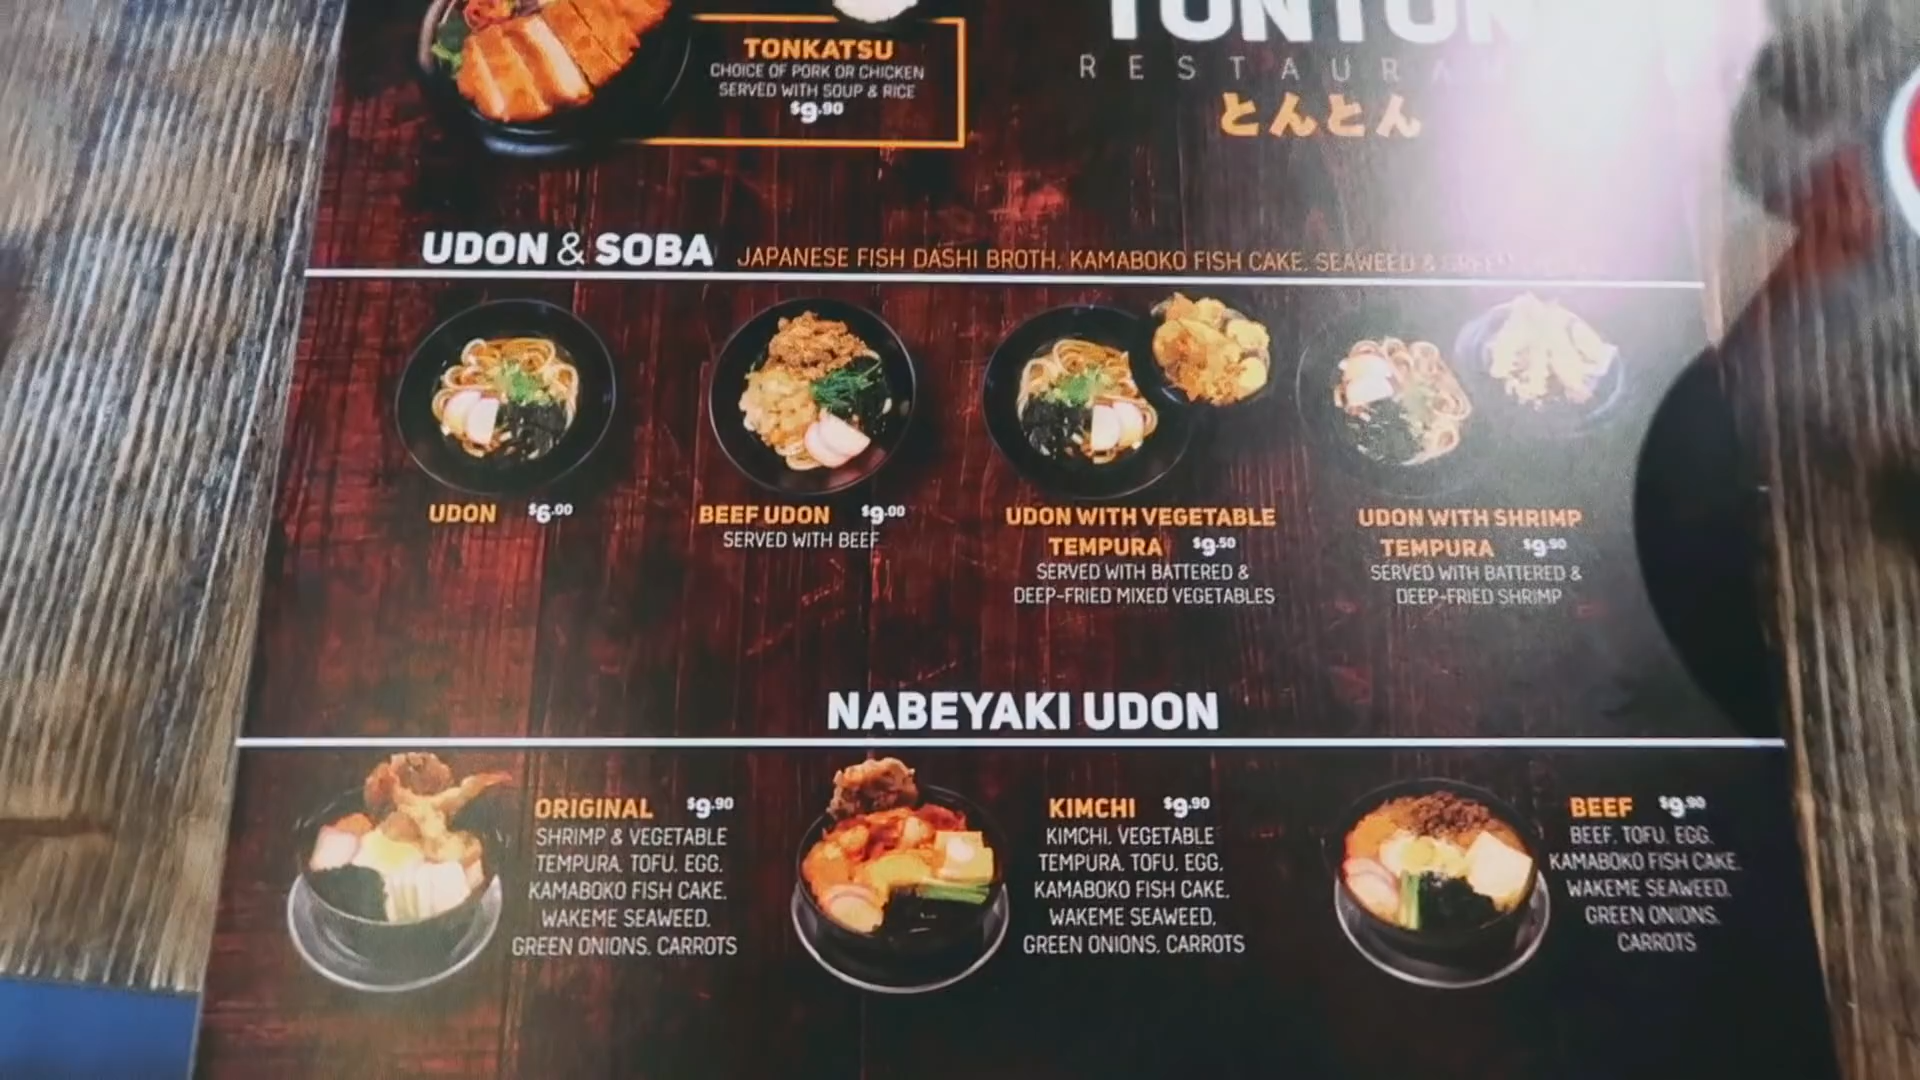 TONTON
RESTAURA
とんとん
TONKATSU
CHOICE OF PORK OR CHICKEN
SERVED WITH SOUP & RICE
$9.90
UDON & SOBA JAPANESE FISH DASHI BROTH, KAMABOKO FISH CAKE, SEAWEED & GREEN
UDON $6.00
BEEF UDON $9.00
SERVED WITH BEEF
UDON WITH VEGETABLE
TEMPURA $9.50
SERVED WITH BATTERED &
DEEP-FRIED MIXED VEGETABLES
UDON WITH SHRIMP
TEMPURA $9.90
SERVED WITH BATTERED &
DEEP-FRIED SHRIMP
NABEYAKI UDON
ORIGINAL $9.90
SHRIMP & VEGETABLE
TEMPURA, TOFU, EGG,
KAMABOKO FISH CAKE,
WAKEME SEAWEED,
GREEN ONIONS, CARROTS
KIMCHI $9.90
KIMCHI, VEGETABLE
TEMPURA, TOFU, EGG,
KAMABOKO FISH CAKE,
WAKEME SEAWEED,
GREEN ONIONS, CARROTS
BEEF $9.90
BEEF, TOFU, EGG,
KAMABOKO FISH CAKE,
WAKEME SEAWEED,
GREEN ONIONS,
CARROTS